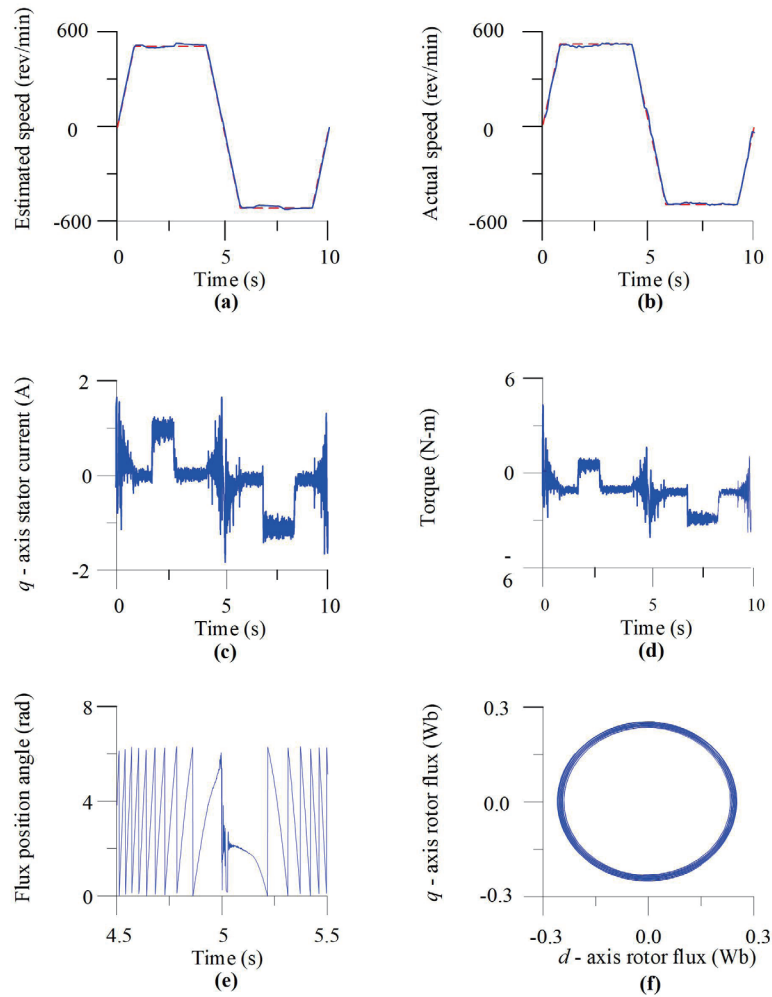 600
0
-600
Estimated speed (rev/min)
0
5
10
Time (s)
(a)
600
0
-600
Actual speed (rev/min)
0
5
10
Time (s)
(b)
2
0
-2
q - axis stator current (A)
0
5
10
Time (s)
(c)
6
0
-
6
Torque (N-m)
0
5
10
Time (s)
(d)
8
4
0
Flux position angle (rad)
4.5
5
5.5
Time (s)
(e)
0.3
0.0
-0.3
q - axis rotor flux (Wb)
-0.3
0.0
0.3
d - axis rotor flux (Wb)
(f)